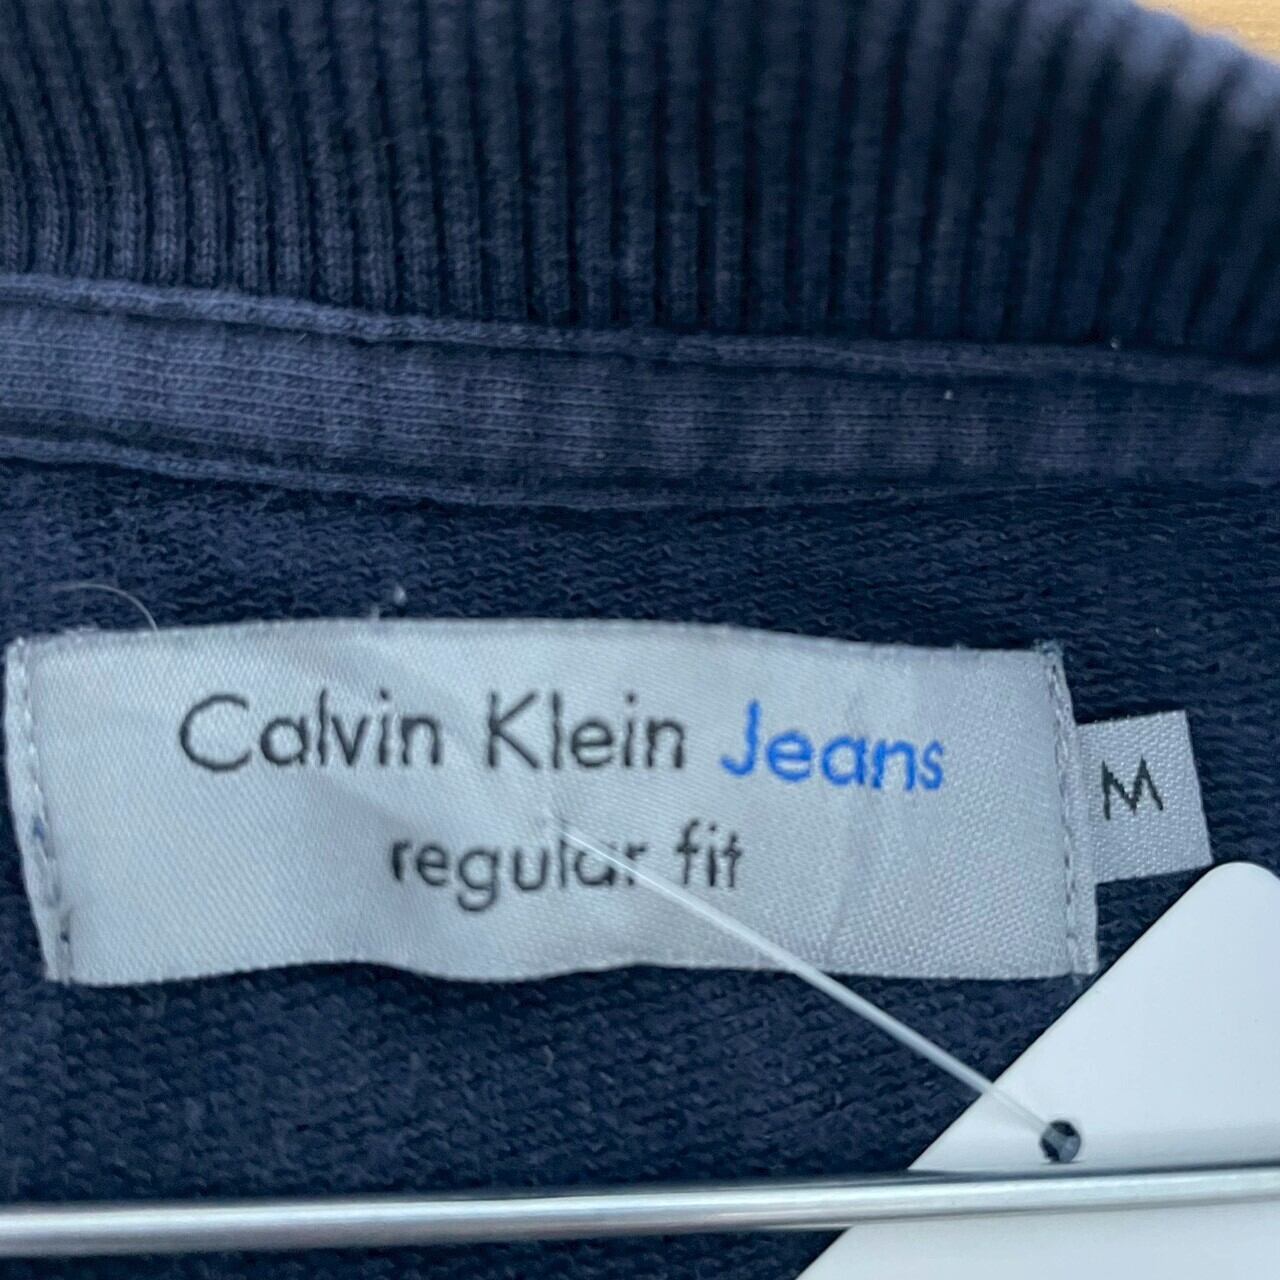 Calvin Klein Jeans
regular fit
M